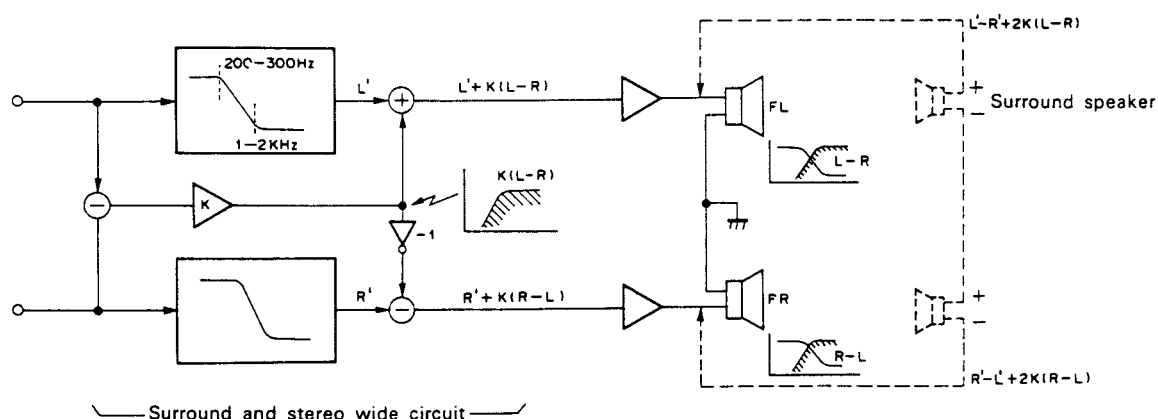 L'-R'+2K(L-R)
200-300Hz
L'
L'+K(L-R)
FL
+
Surround speaker
-
1-2KHz
L-R
K(L-R)
-
K
-1
+
R'
R'+K(R-L)
FR
+
-
-
R-L
R'-L'+2K(R-L)
Surround and stereo wide circuit